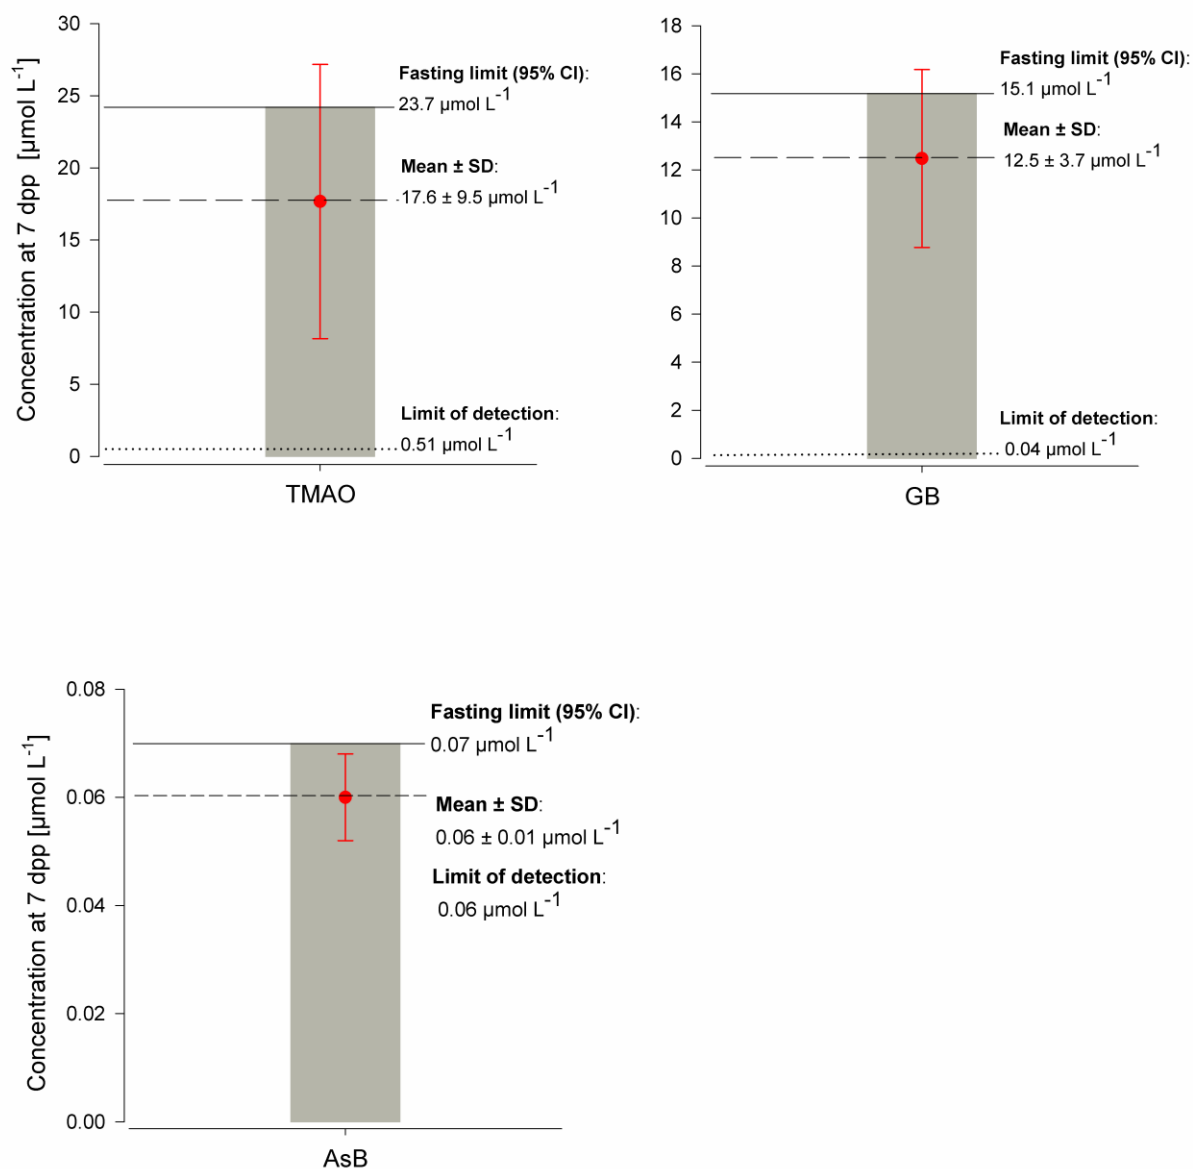 Concentration at 7 dpp [µmol L-1]
30
25
20
15
10
5
0
Fasting limit (95% CI):
23.7 µmol L-1
Mean ± SD:
17.6 ± 9.5 µmol L-1
Limit of detection:
0.51 µmol L-1
TMAO
18
16
14
12
10
8
6
4
2
0
Fasting limit (95% CI):
15.1 µmol L-1
Mean ± SD:
12.5 ± 3.7 µmol L-1
Limit of detection:
0.04 µmol L-1
GB
Concentration at 7 dpp [µmol L-1]
0.08
0.06
0.04
0.02
0.00
Fasting limit (95% CI):
0.07 µmol L-1
Mean ± SD:
0.06 ± 0.01 µmol L-1
Limit of detection:
0.06 µmol L-1
AsB